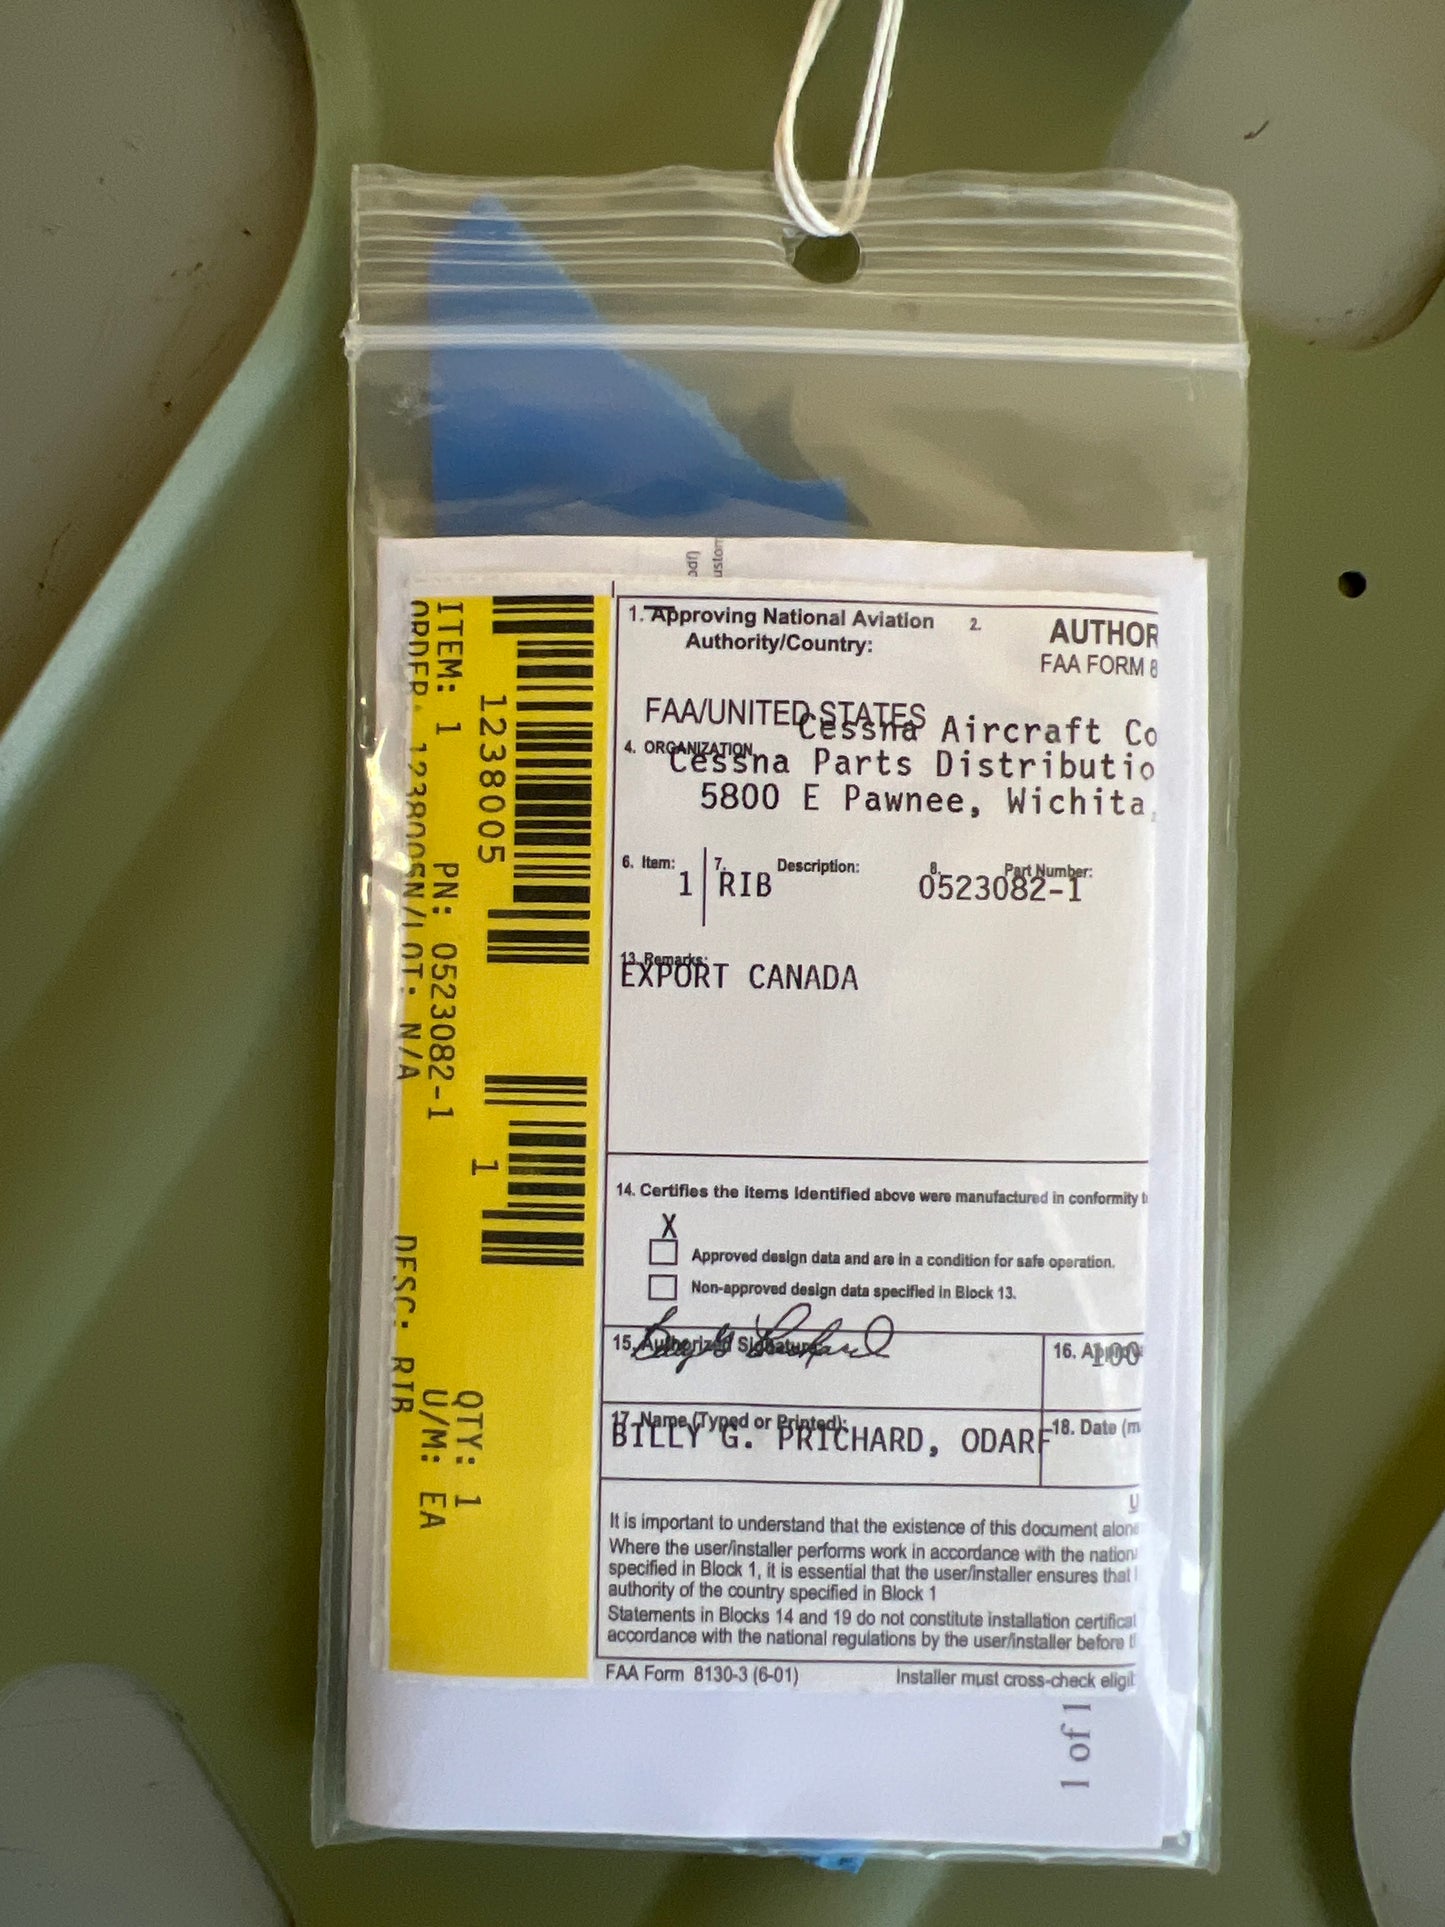 ITEM: 1 PN: 0523082-1 QTY: 1
ORDER: 1238005N/LOT: N/A DESC: RIB U/M: EA
1238005
1
1. Approving National Aviation
Authority/Country:
2.
AUTHOR
FAA FORM 8
FAA/UNITED STATES
Cessna Aircraft Co
4. ORGANIZATION
Cessna Parts Distributio
5800 E Pawnee, Wichita,
6. Item:
7.
Description:
8.
Part Number:
1
RIB
0523082-1
13. Remarks:
EXPORT CANADA
14. Certifies the items identified above were manufactured in conformity t
X
Approved design data and are in a condition for safe operation.
Non-approved design data specified in Block 13.
15. Authorized Signature
16. A
100
17. Name (Typed or Printed):
18. Date (m
BILLY G. PRICHARD, ODARF
U
It is important to understand that the existence of this document alone
Where the user/installer performs work in accordance with the nation
specified in Block 1, it is essential that the user/installer ensures that
authority of the country specified in Block 1
Statements in Blocks 14 and 19 do not constitute installation certificat
accordance with the national regulations by the user/installer before t
FAA Form 8130-3 (6-01)
Installer must cross-check eligi
1 of 1